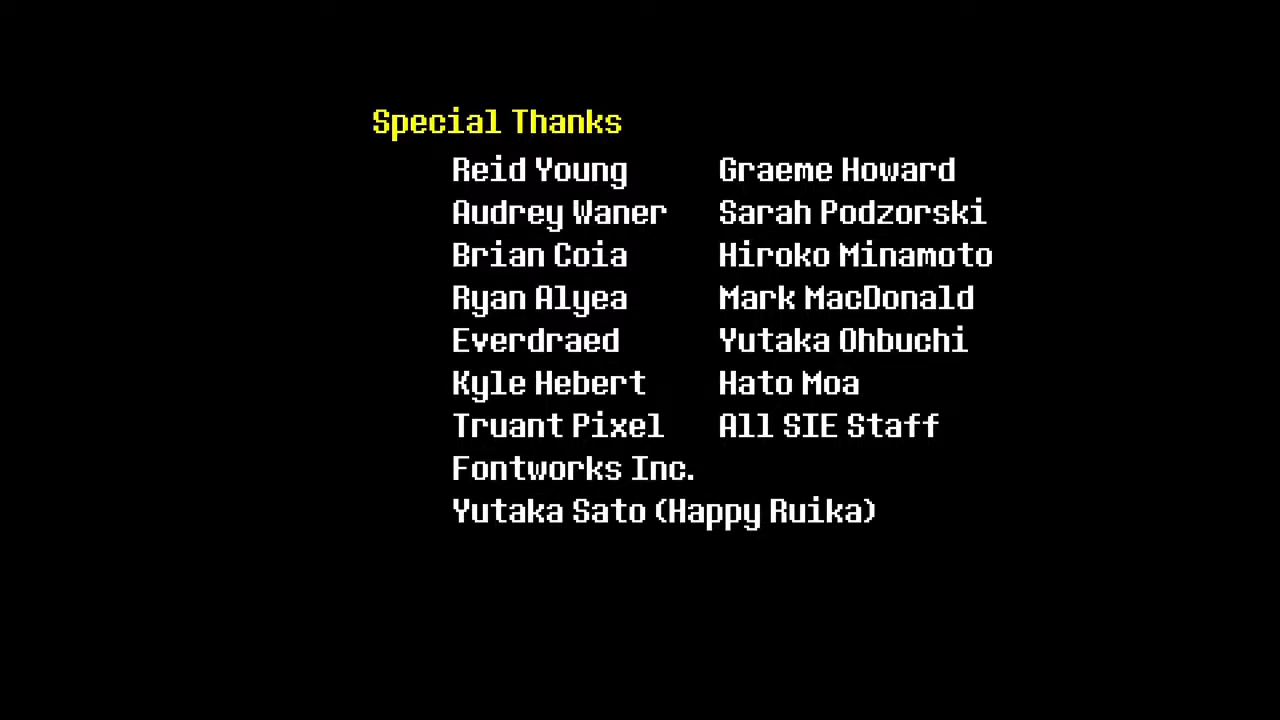 Special Thanks
Reid Young Graeme Howard
Audrey Waner Sarah Podzorski
Brian Coia Hiroko Minamoto
Ryan Alyea Mark MacDonald
Everdraed Yutaka Ohbuchi
Kyle Hebert Hato Moa
Truant Pixel All SIE Staff
Fontworks Inc.
Yutaka Sato (Happy Ruika)